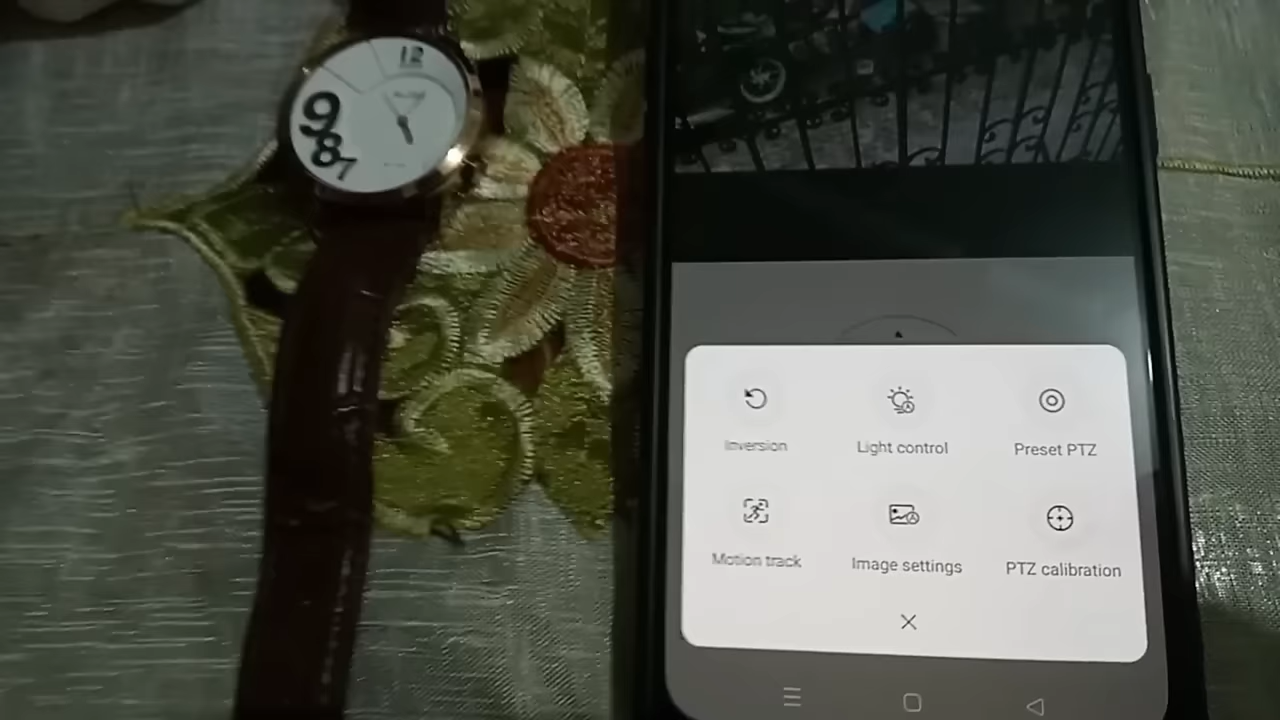 12
9
8
7
Inversion
Light control
Preset PTZ
Motion track
Image settings
PTZ calibration